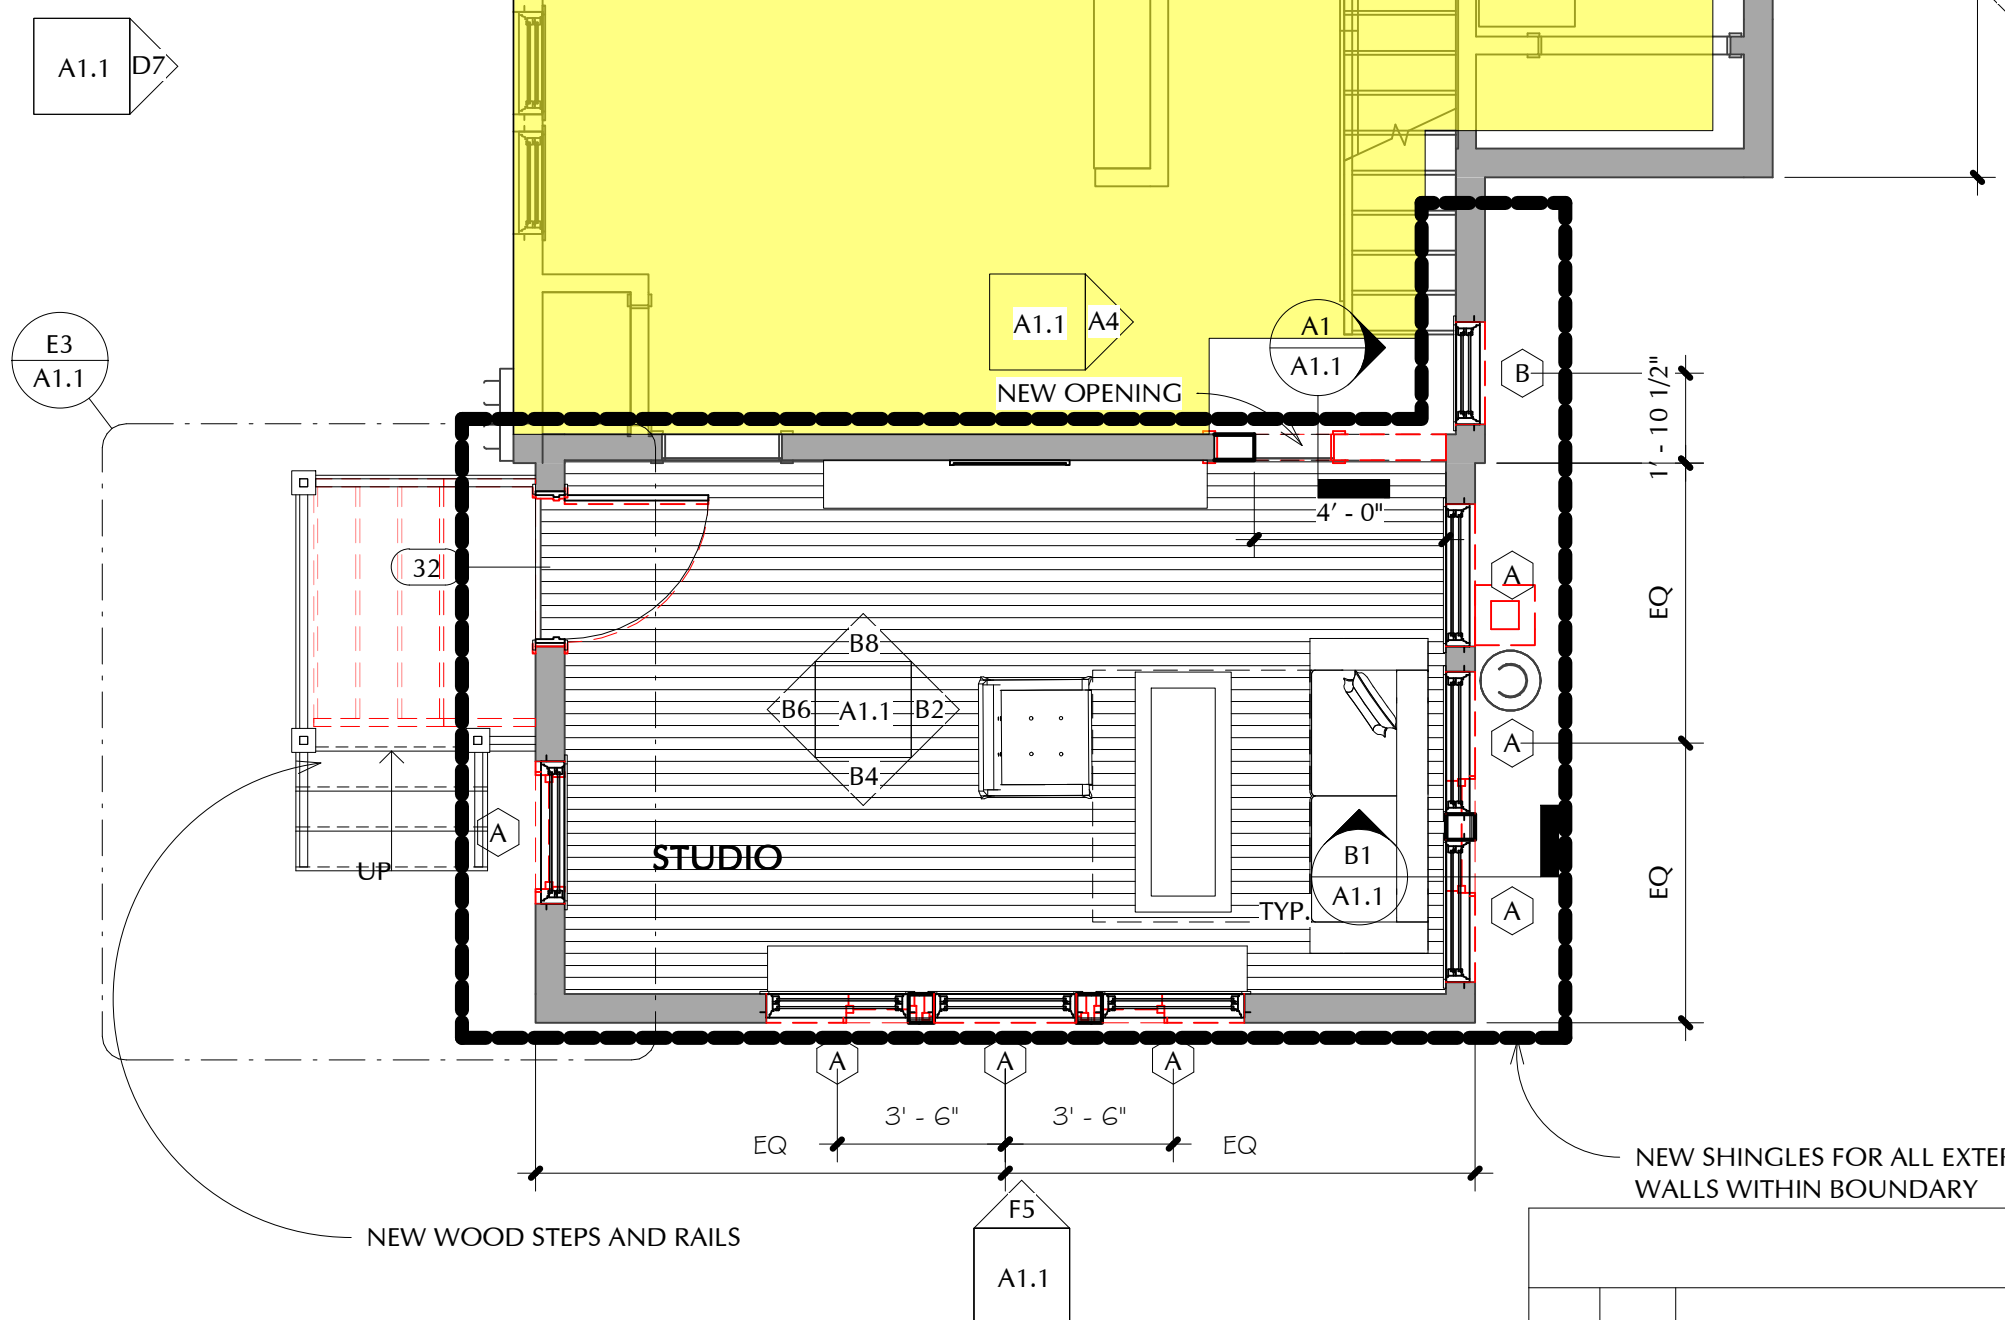 A1.1 D7
E3
A1.1
A1.1 A4
A1
A1.1
NEW OPENING
B
1' - 10 1/2"
4' - 0"
32
A
EQ
B8
B6 A1.1 B2
B4
A
A
UP
STUDIO
B1
A1.1
TYP.
EQ
A
A
A
A
3' - 6"
3' - 6"
EQ
EQ
NEW SHINGLES FOR ALL
WALLS WITHIN BOUNDARY
F5
A1.1
NEW WOOD STEPS AND RAILS